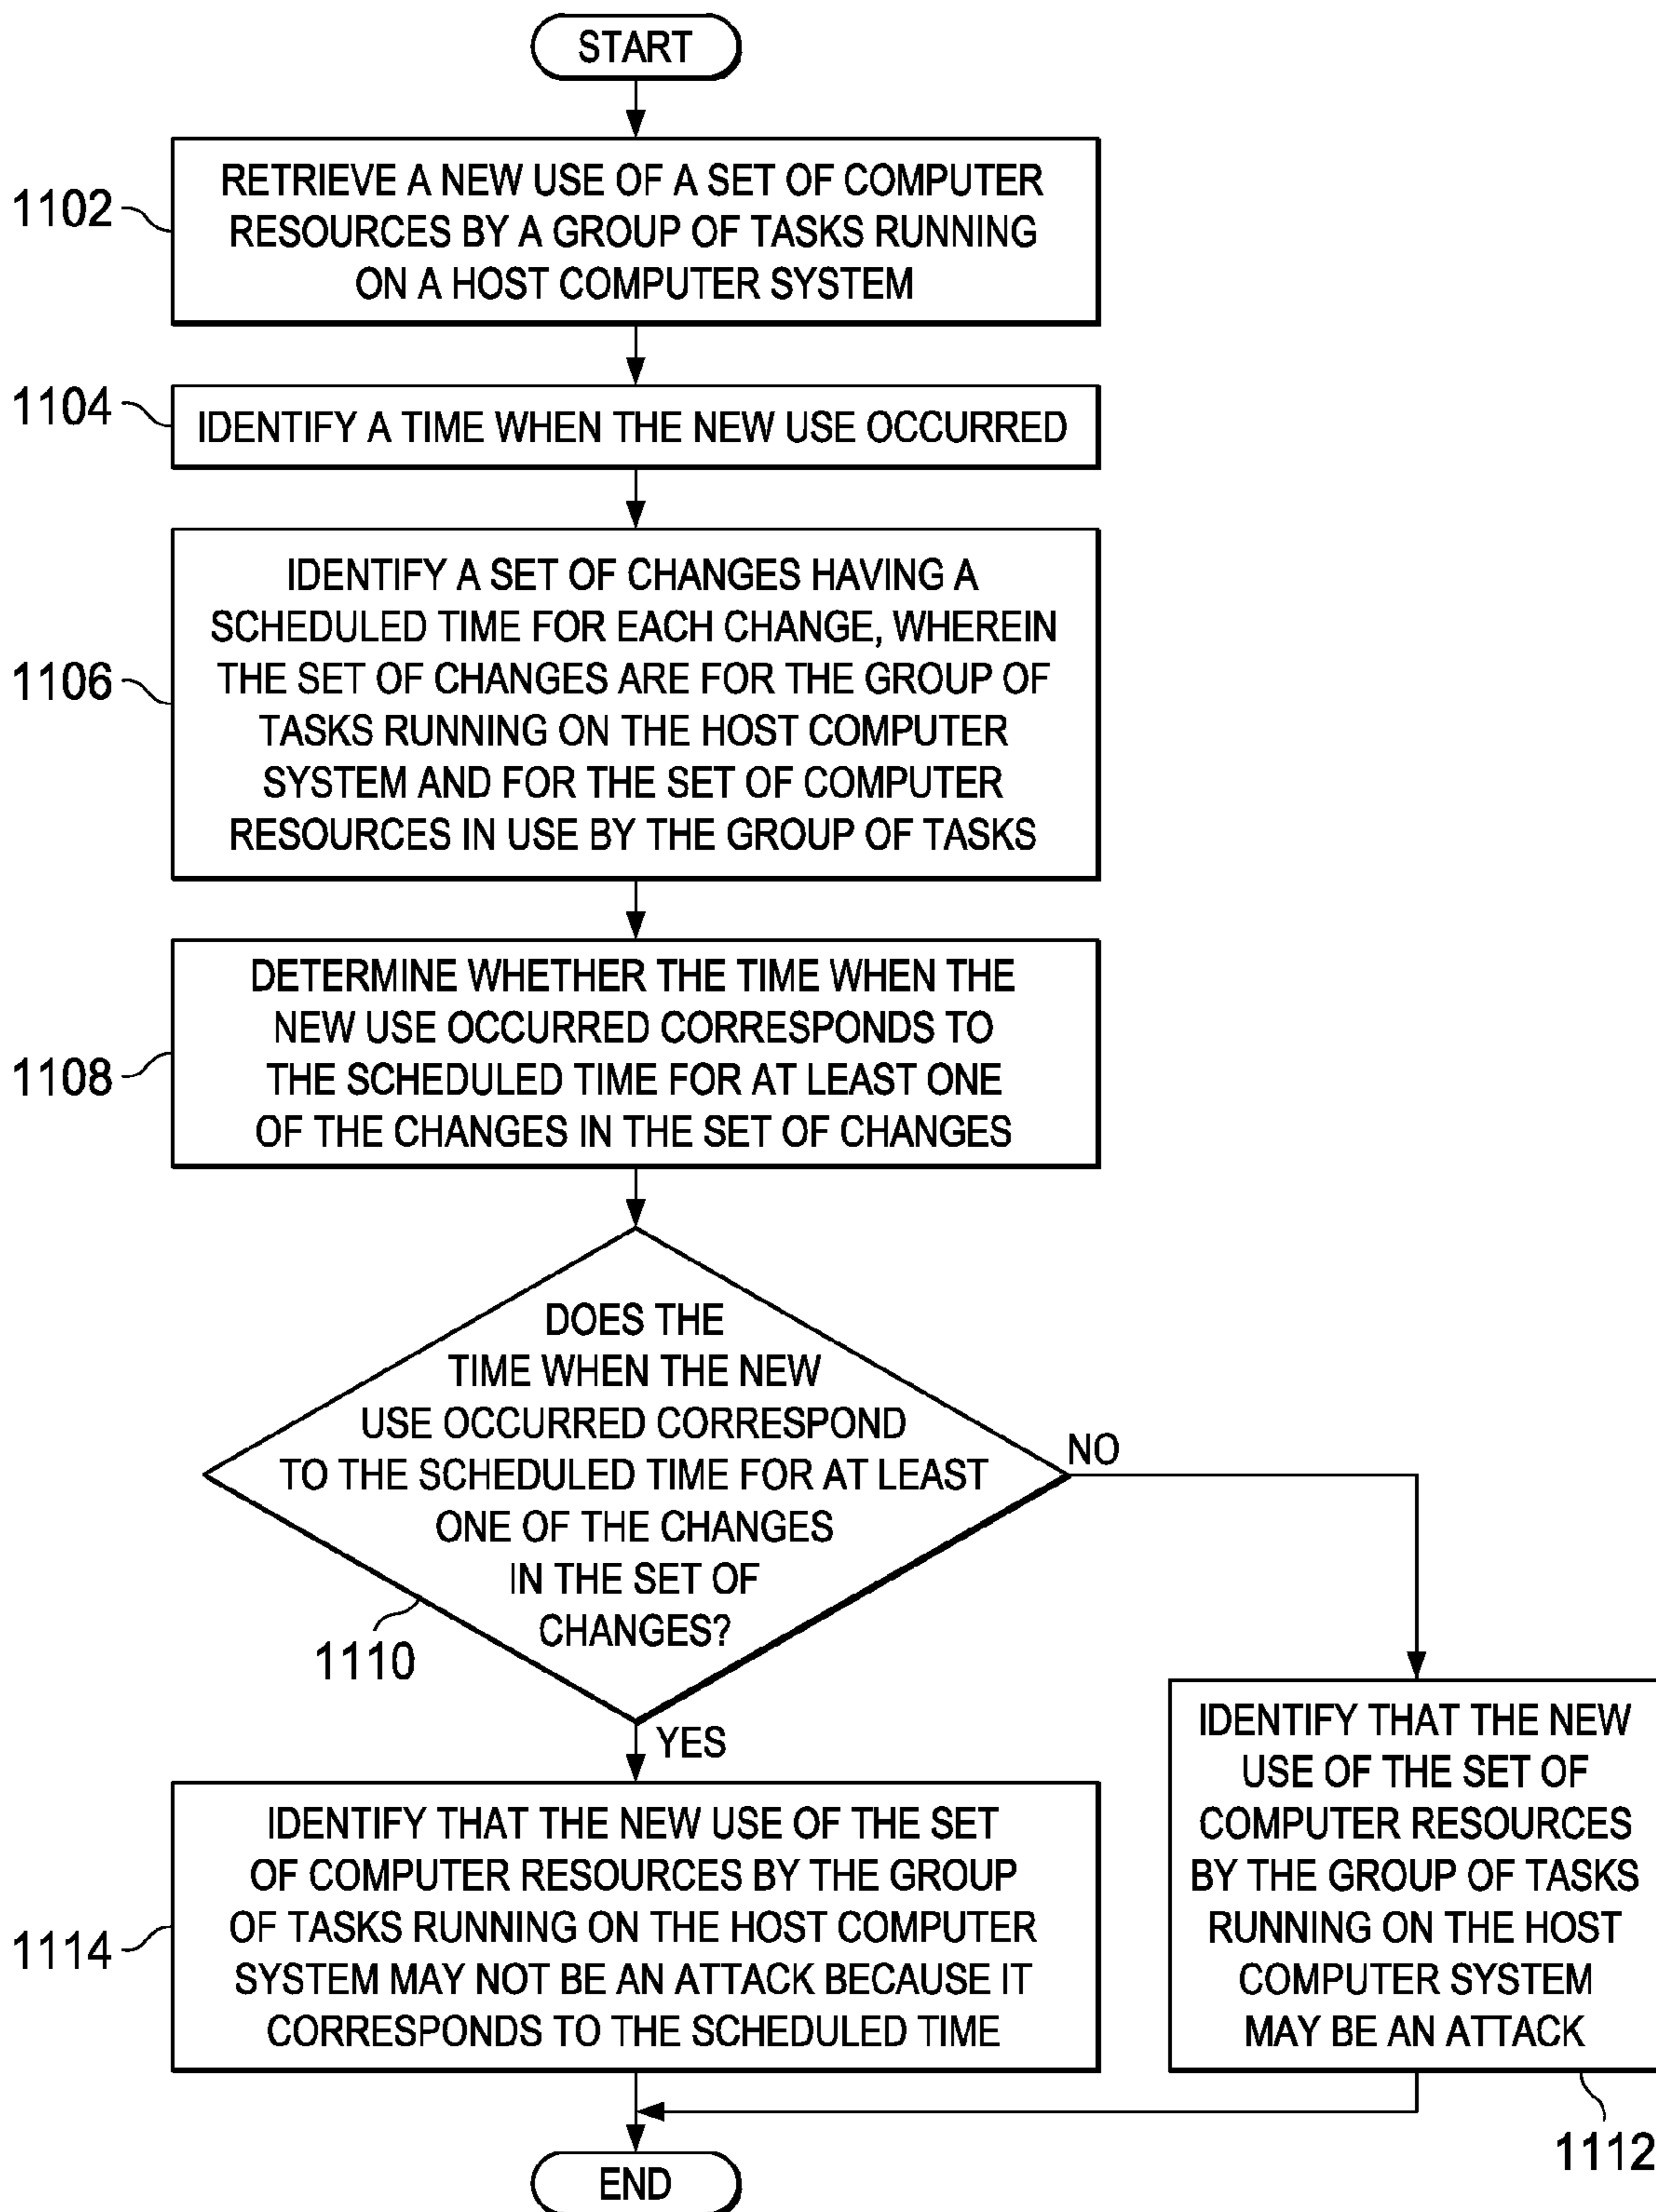 START
1102
RETRIEVE A NEW USE OF A SET OF COMPUTER
RESOURCES BY A GROUP OF TASKS RUNNING
ON A HOST COMPUTER SYSTEM
1104
IDENTIFY A TIME WHEN THE NEW USE OCCURRED
1106
IDENTIFY A SET OF CHANGES HAVING A
SCHEDULED TIME FOR EACH CHANGE, WHEREIN
THE SET OF CHANGES ARE FOR THE GROUP OF
TASKS RUNNING ON THE HOST COMPUTER
SYSTEM AND FOR THE SET OF COMPUTER
RESOURCES IN USE BY THE GROUP OF TASKS
1108
DETERMINE WHETHER THE TIME WHEN THE
NEW USE OCCURRED CORRESPONDS TO
THE SCHEDULED TIME FOR AT LEAST ONE
OF THE CHANGES IN THE SET OF CHANGES
DOES THE
TIME WHEN THE NEW
USE OCCURRED CORRESPOND
TO THE SCHEDULED TIME FOR AT LEAST
ONE OF THE CHANGES
IN THE SET OF
CHANGES?
1110
NO
YES
IDENTIFY THAT THE NEW
USE OF THE SET OF
COMPUTER RESOURCES
BY THE GROUP OF TASKS
RUNNING ON THE HOST
COMPUTER SYSTEM
MAY BE AN ATTACK
1112
1114
IDENTIFY THAT THE NEW USE OF THE SET
OF COMPUTER RESOURCES BY THE GROUP
OF TASKS RUNNING ON THE HOST COMPUTER
SYSTEM MAY NOT BE AN ATTACK BECAUSE IT
CORRESPONDS TO THE SCHEDULED TIME
END